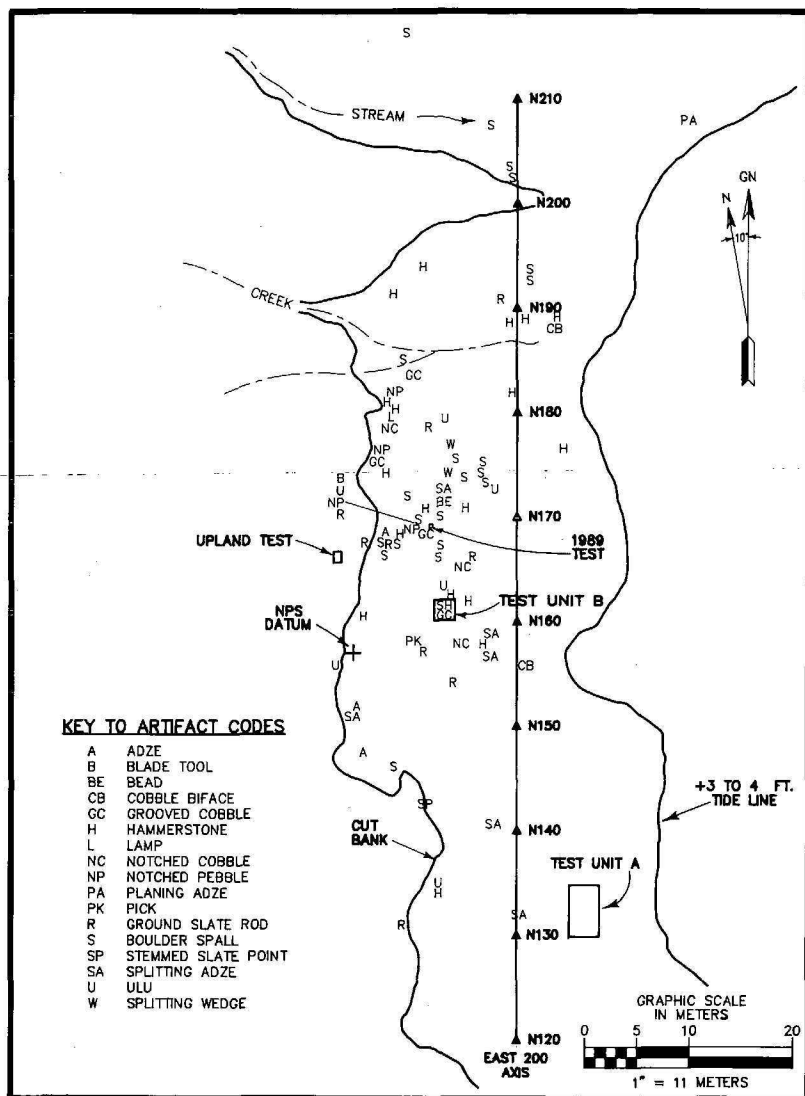 S
N210
STREAM
S
PA
GN
N
10°
S
S
N200
H
S
S
H
R
CREEK
N190
H
H
H
CB
S
GC
NP
H
H
H
N180
L
NC
U
R
W
H
NP
GC
S
S
H
W
S
S
S
B
U
SA
U
NP
S
BE
H
H
R
S
N170
S
A
H
NP
R
GC
1989
TEST
R
S
R
S
S
S
S
R
UPLAND TEST
NC
U
H
H
SH
GC
TEST UNIT B
H
N160
NPS
DATUM
SA
PK
R
NC
H
SA
U
CB
R
A
SA
KEY TO ARTIFACT CODES
N150
A
S
A ADZE
B BLADE TOOL
BE BEAD
CB COBBLE BIFACE
GC GROOVED COBBLE
H HAMMERSTONE
L LAMP
NC NOTCHED COBBLE
NP NOTCHED PEBBLE
PA PLANING ADZE
PK PICK
R GROUND SLATE ROD
S BOULDER SPALL
SP STEMMED SLATE POINT
SA SPLITTING ADZE
U ULU
W SPLITTING WEDGE
+3 TO 4 FT.
TIDE LINE
SP
SA
CUT
BANK
N140
TEST UNIT A
U
H
SA
R
N130
GRAPHIC SCALE
IN METERS
0 5 10 20
N120
EAST 200
AXIS
1" = 11 METERS